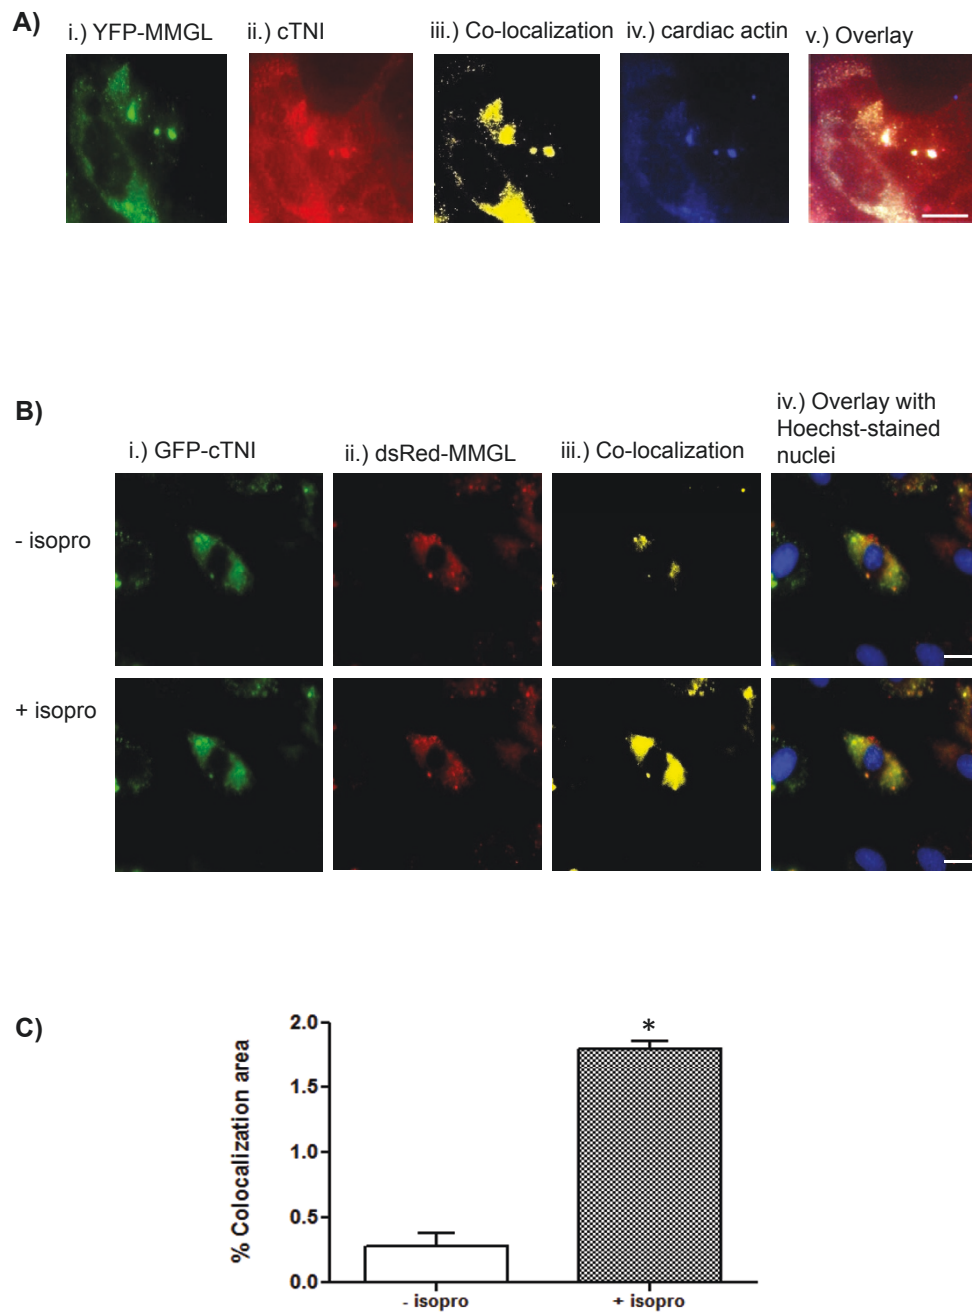 A)
i.) YFP-MMGL
ii.) cTNI
iii.) Co-localization
iv.) cardiac actin
v.) Overlay
B)
i.) GFP-cTNI
ii.) dsRed-MMGL
iii.) Co-localization
iv.) Overlay with
Hoechst-stained
nuclei
- isopro
+ isopro
C)
% Colocalization area
2.0
1.5
1.0
0.5
0.0
*
- isopro
+ isopro